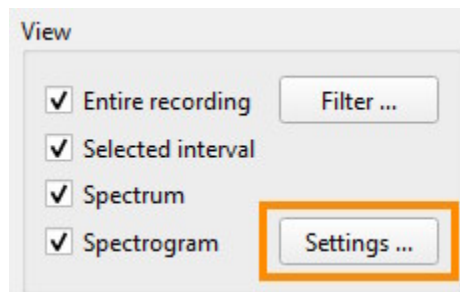 View
Entire recording Filter ...
Selected interval
Spectrum
Spectrogram Settings ...